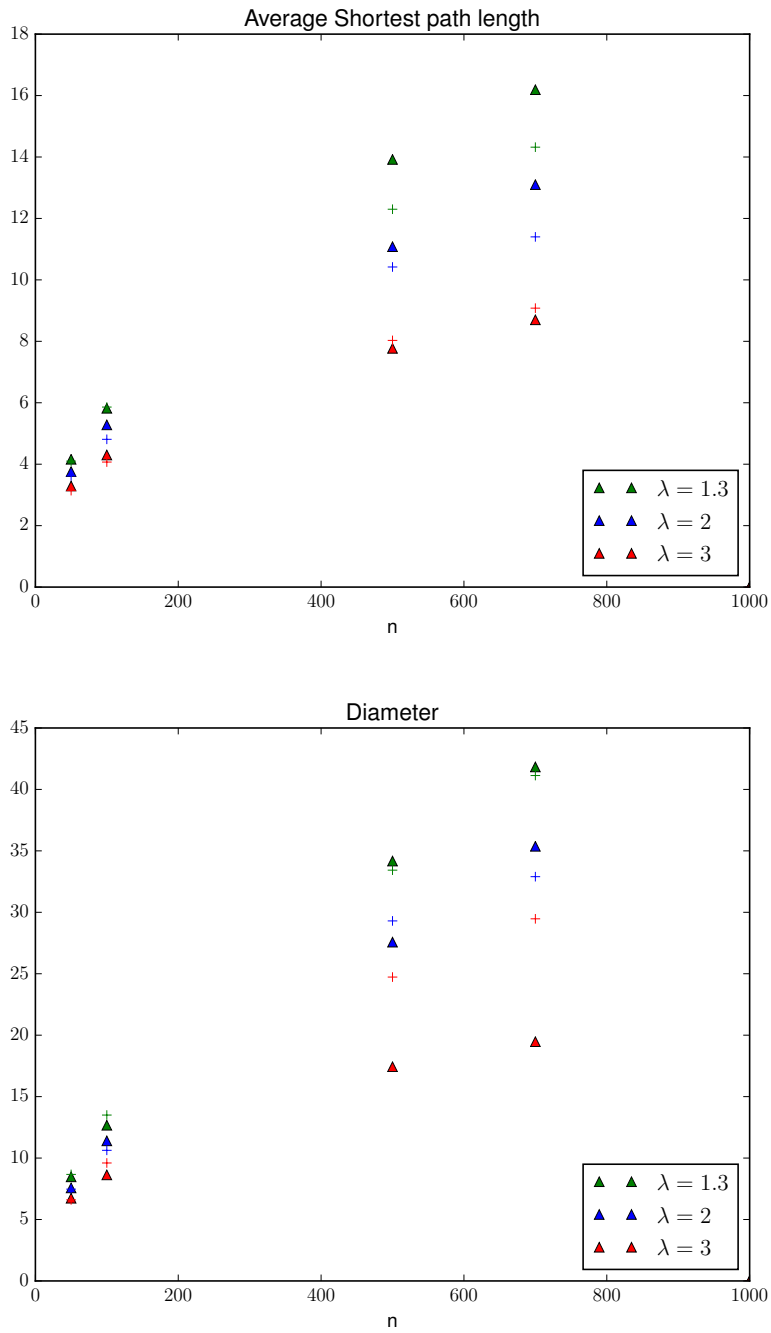 Average Shortest path length
18
16
14
12
10
8
6
4
2
0
0 200 400 600 800 1000
n
λ = 1.3
λ = 2
λ = 3
Diameter
45
40
35
30
25
20
15
10
5
0
0 200 400 600 800 1000
n
λ = 1.3
λ = 2
λ = 3